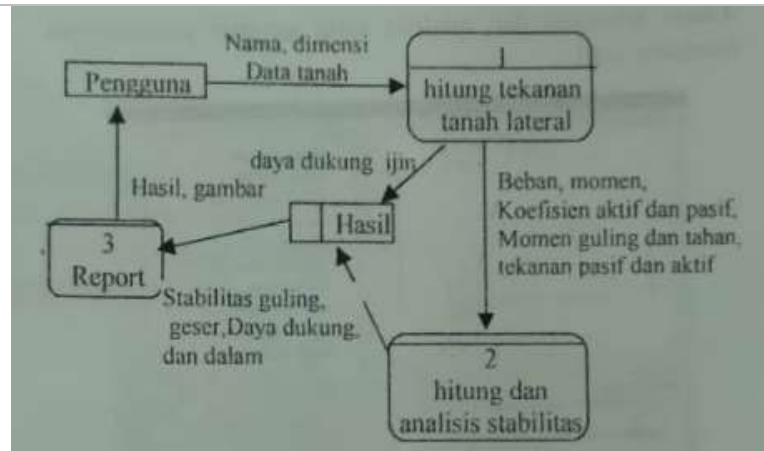 Nama, dimensi
Data tanah
Pengguna
1
hitung tekanan
tanah lateral
daya dukung ijin
Hasil, gambar
Beban, momen,
Koefisien aktif dan pasif,
Momen guling dan tahan,
tekanan pasif dan aktif
Hasil
3
Report
Stabilitas guling,
geser,Daya dukung,
dan dalam
2
hitung dan
analisis stabilitas